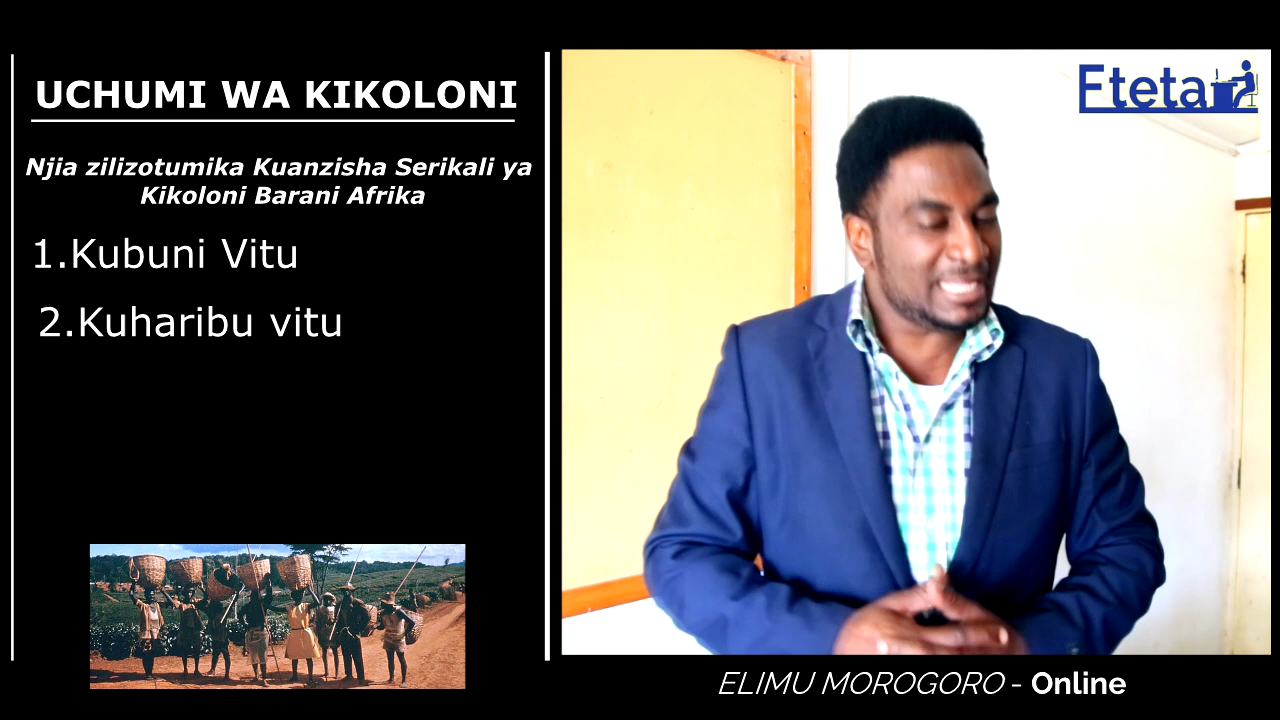 UCHUMI WA KIKOLONI
Njia zilizotumika Kuanzisha Serikali ya
Kikoloni Barani Afrika
1.Kubuni Vitu
2.Kuharibu vitu
Eteta
ELIMU MOROGORO - Online